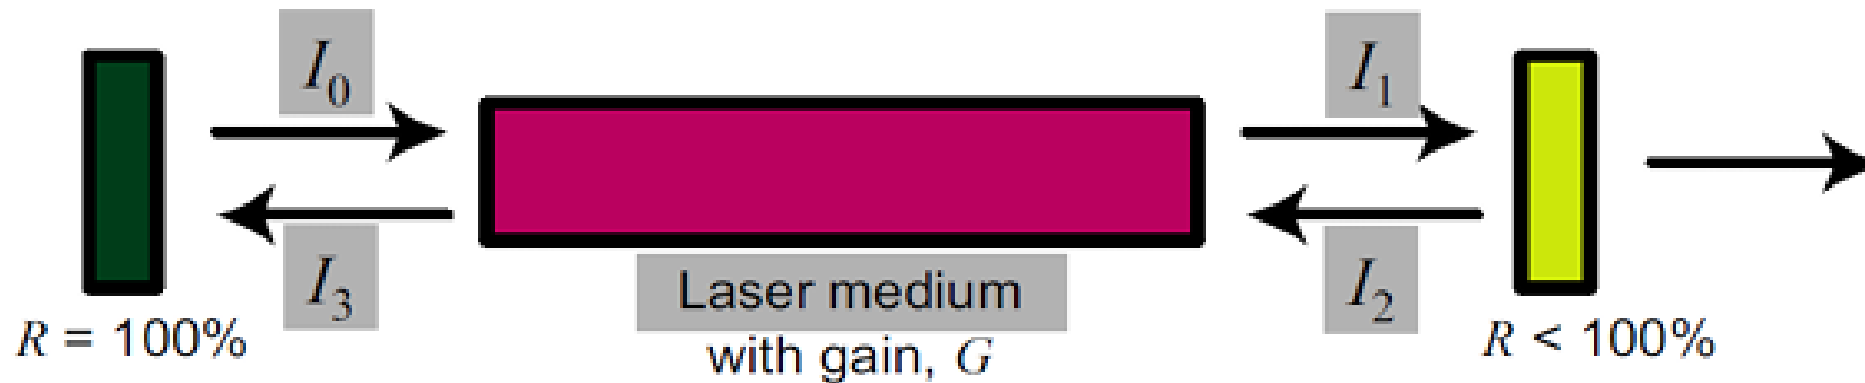 I₀
I₁
I₃
I₂
Laser medium
with gain, G
R = 100%
R < 100%